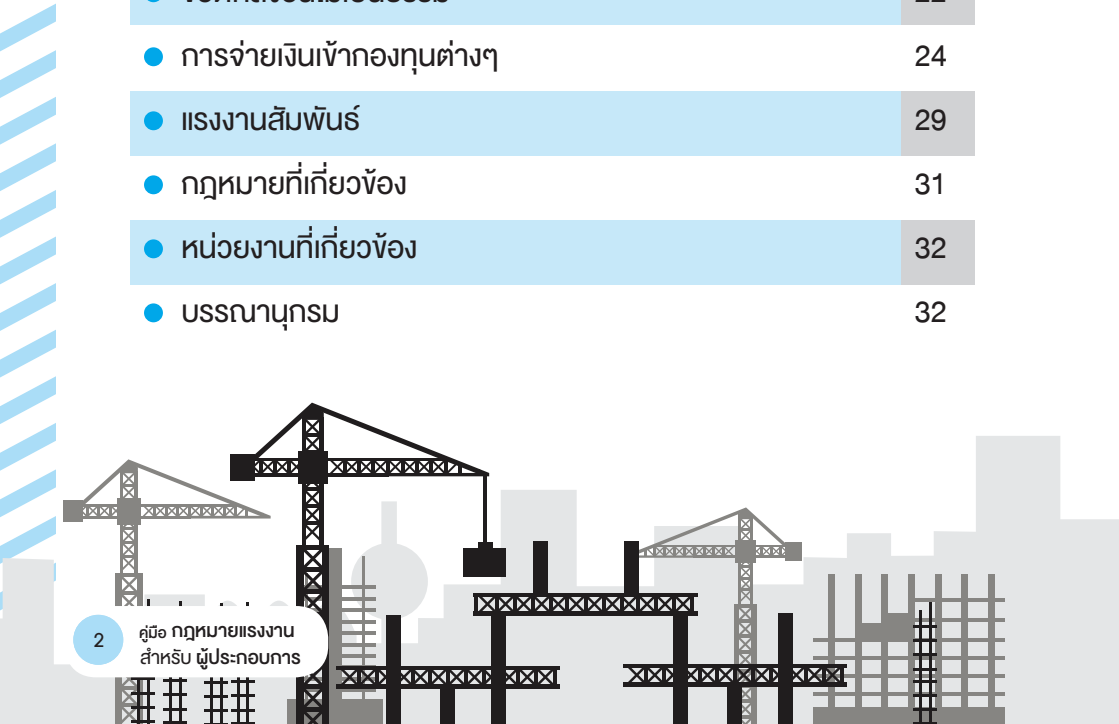 การจ่ายเงินเข้ากองทุนต่างๆ 24
แรงงานสัมพันธ์ 29
กฎหมายที่เกี่ยวข้อง 31
หน่วยงานที่เกี่ยวข้อง 32
บรรณานุกรม 32
2 คู่มือ กฎหมายแรงงาน
สำหรับ ผู้ประกอบการ